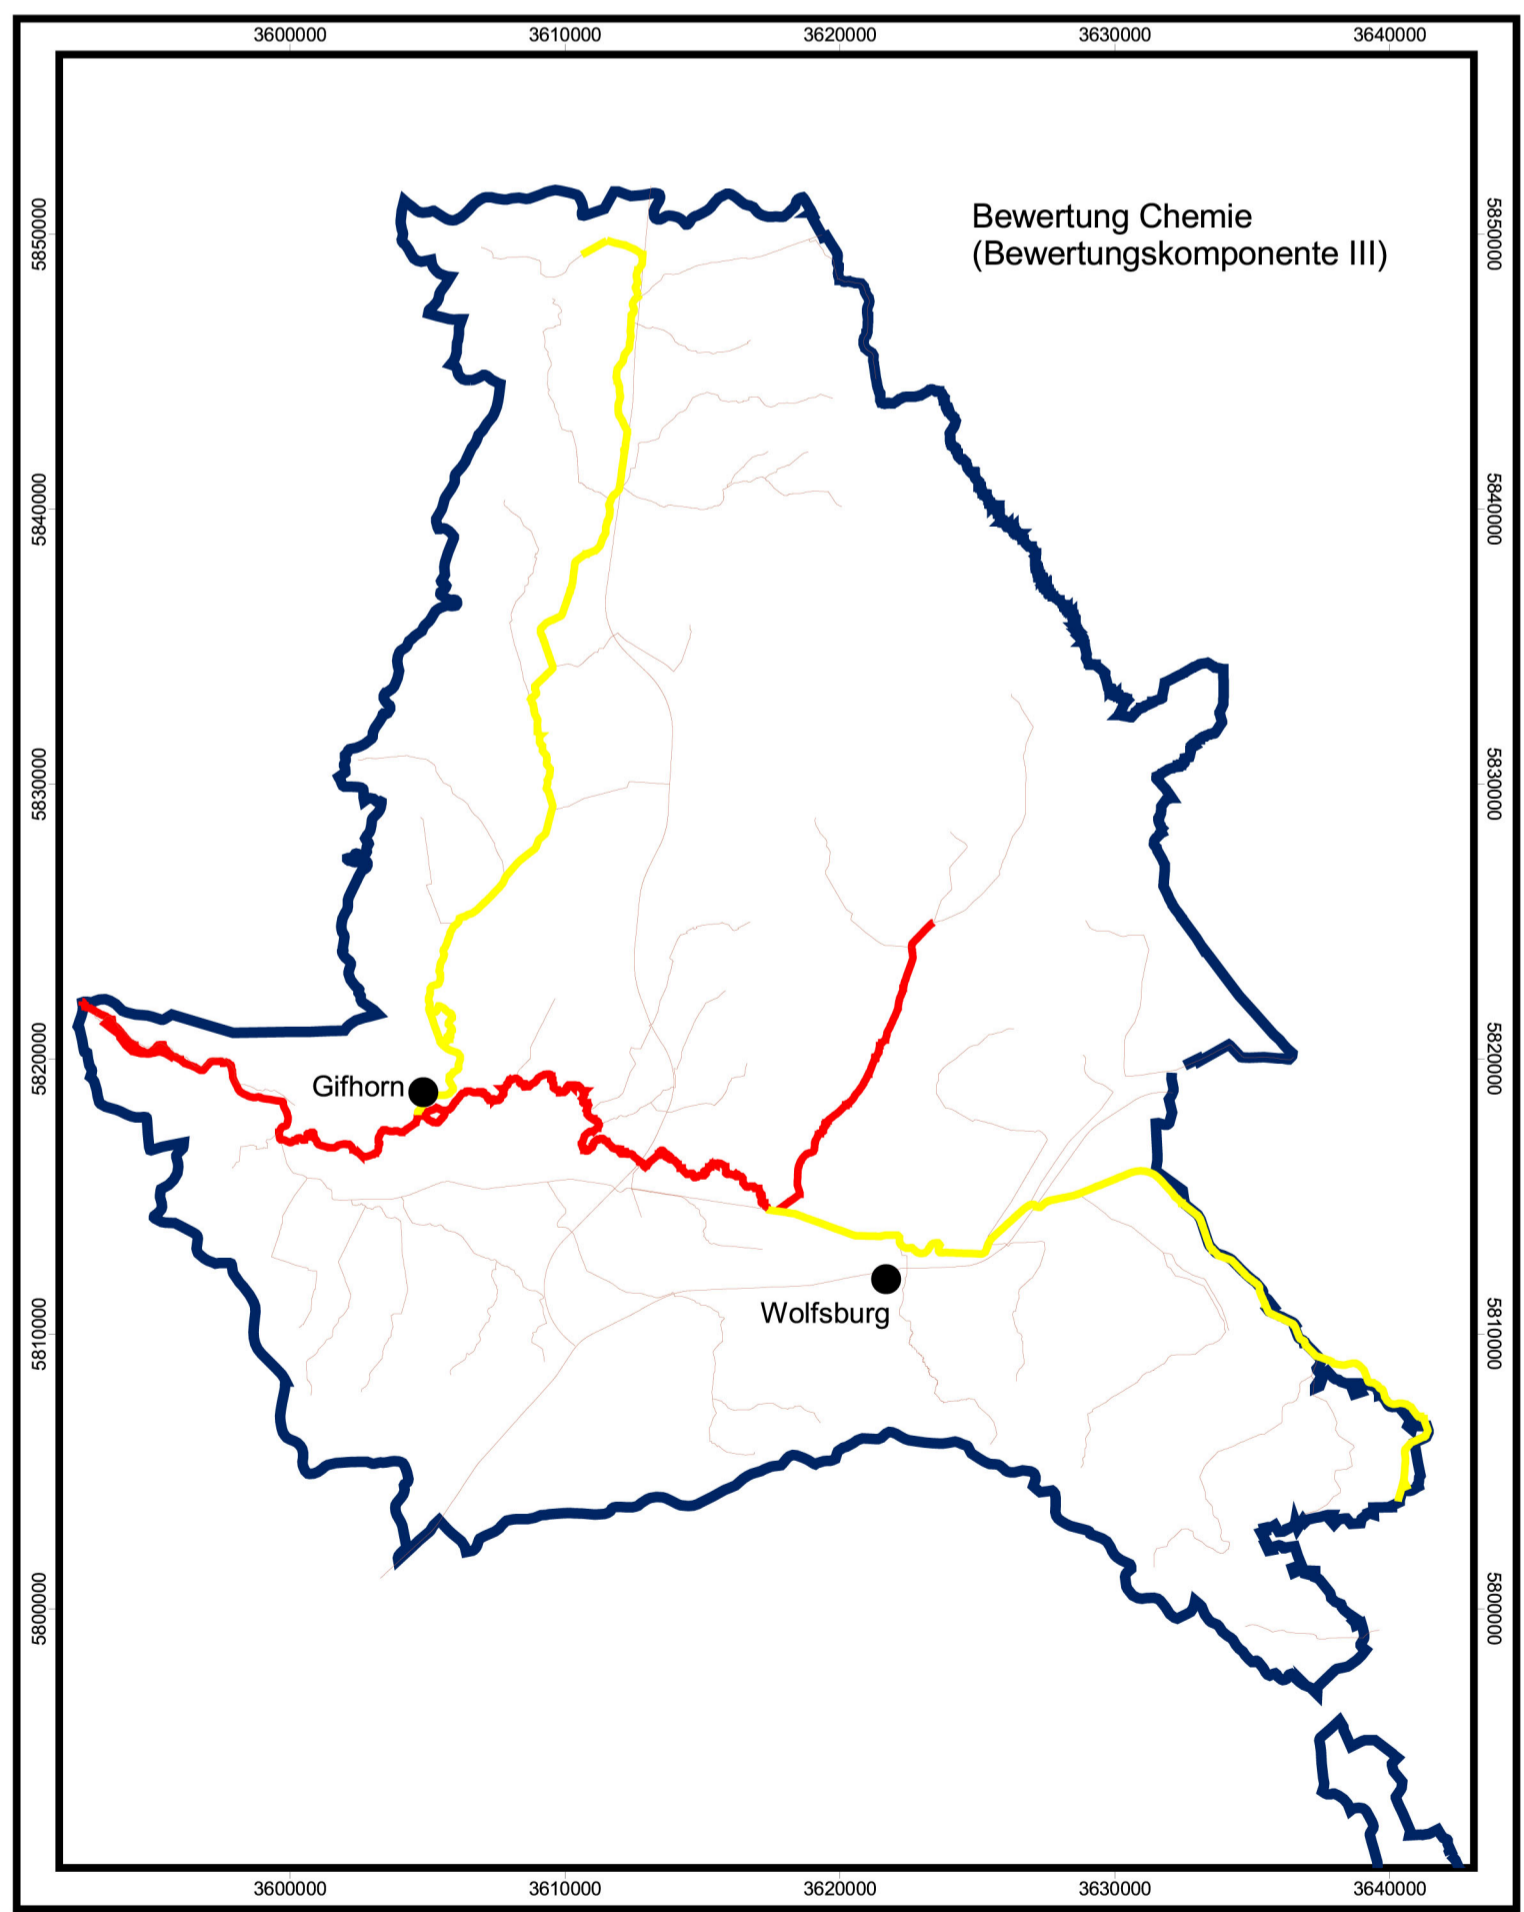 3600000 3610000 3620000 3630000 3640000
Bewertung Chemie
(Bewertungskomponente III)
5850000 5850000
5840000 5840000
5830000 5830000
5820000 5820000
Gifhorn
Wolfsburg
5810000 5810000
5800000 5800000
3600000 3610000 3620000 3630000 3640000